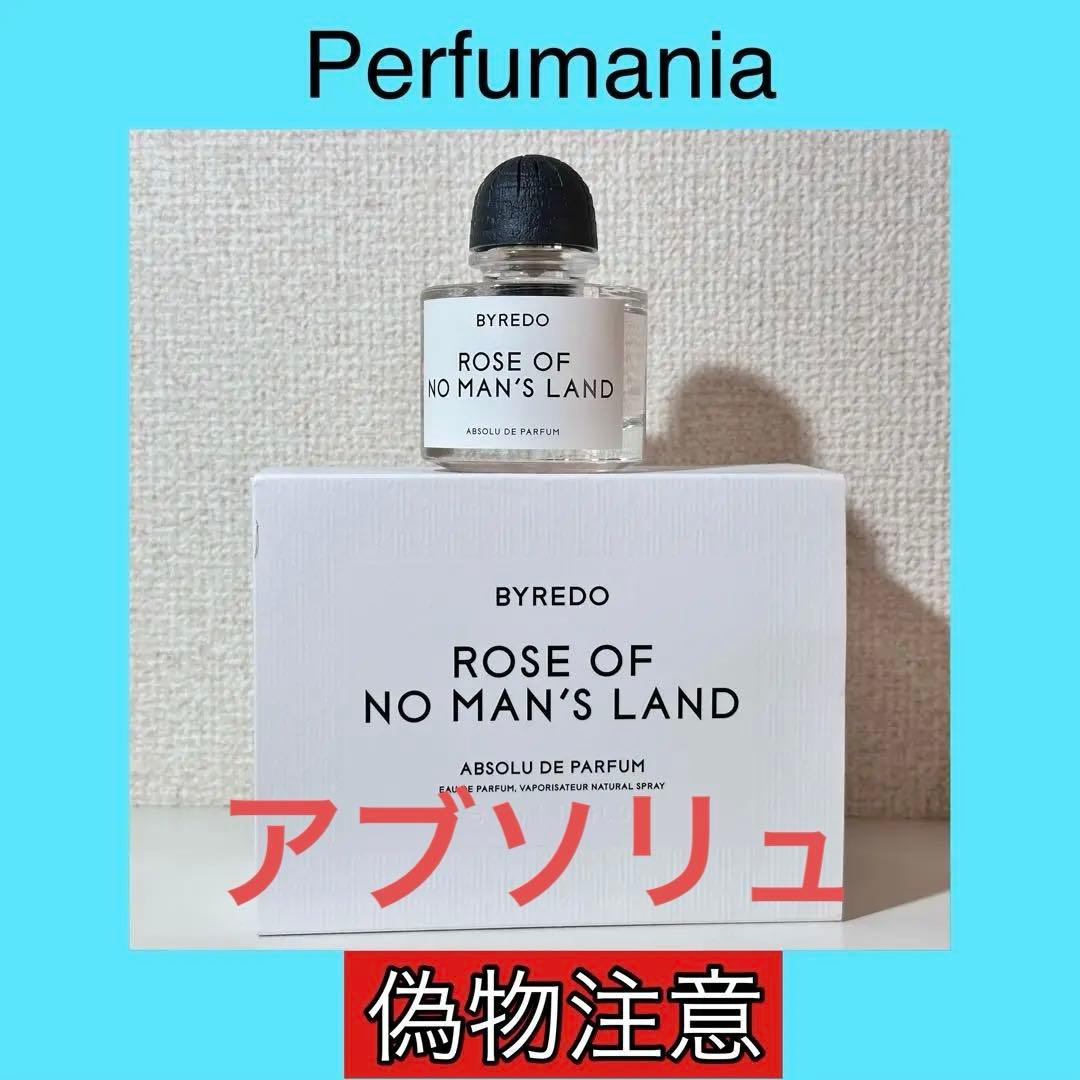 Perfumania
BYREDO
ROSE OF
NO MAN'S LAND
ABSOLU DE PARFUM
BYREDO
ROSE OF
NO MAN'S LAND
ABSOLU DE PARFUM
EAU DE PARFUM, VAPORISATEUR NATURAL SPRAY
アブソリュ
偽物注意